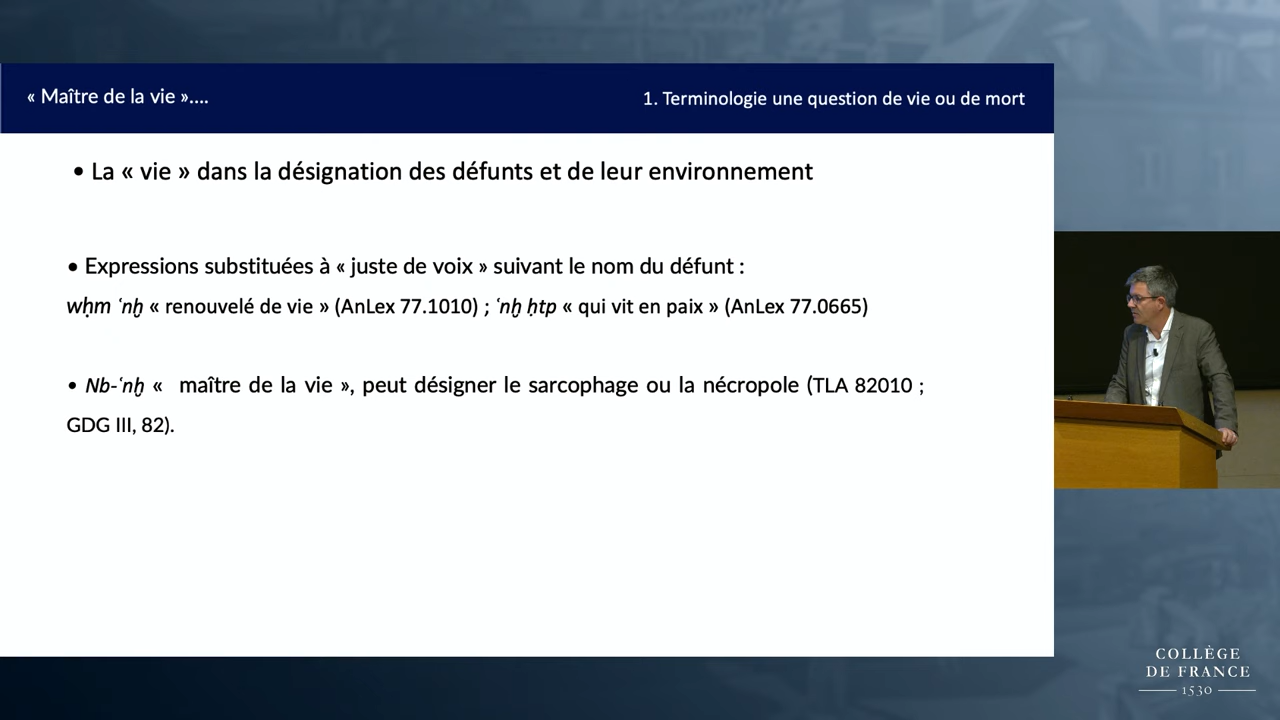 « Maître de la vie »....
1. Terminologie une question de vie ou de mort
• La « vie » dans la désignation des défunts et de leur environnement
• Expressions substituées à « juste de voix » suivant le nom du défunt :
wḥm ʿnḫ « renouvelé de vie » (AnLex 77.1010) ; ʿnḫ ḥtp « qui vit en paix » (AnLex 77.0665)
• Nb-ʿnḫ « maître de la vie », peut désigner le sarcophage ou la nécropole (TLA 82010 ;
GDG III, 82).
COLLÈGE
DE FRANCE
1530